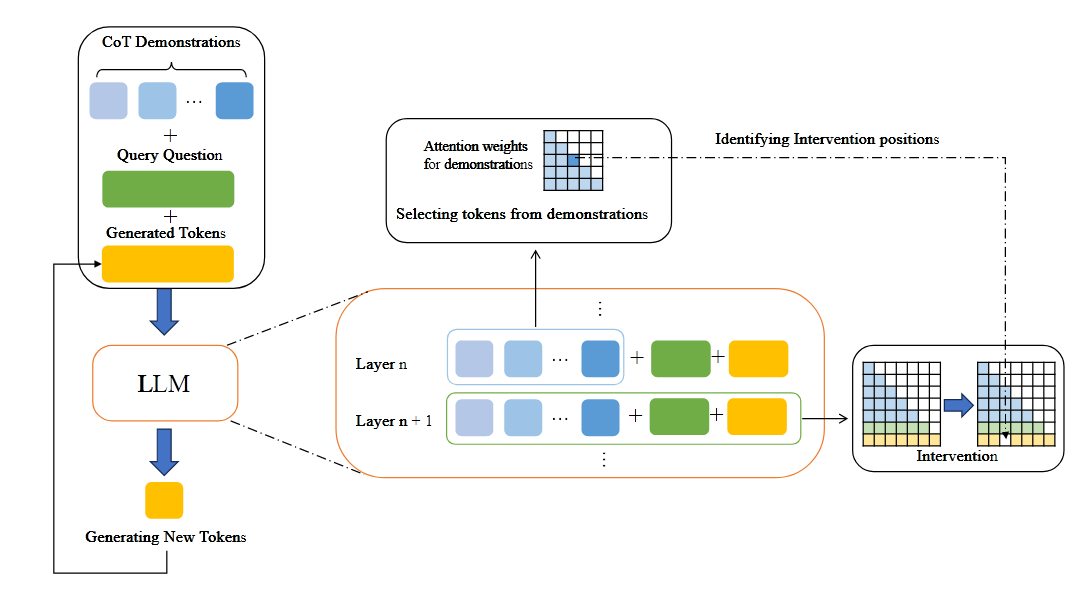 CoT Demonstrations
...
+
Query Question
+
Generated Tokens
LLM
Generating New Tokens
Attention weights
for demonstrations
Selecting tokens from demonstrations
Identifying Intervention positions
Layer n
... + +
Layer n + 1
... + +
Intervention